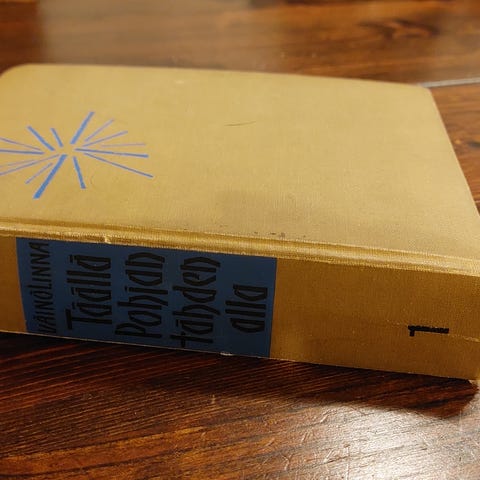 VÄINÖ LINNA
Täällä
Pohjan
tähden
alla
1